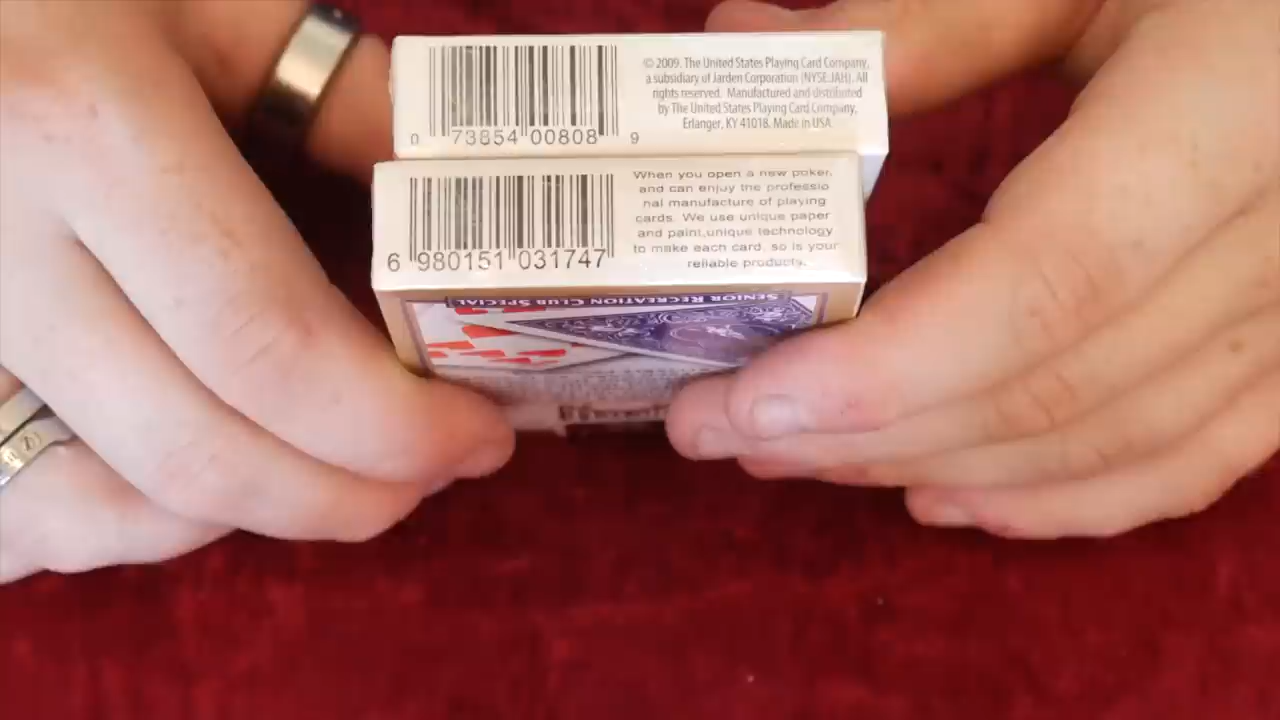 © 2009. The United States Playing Card Company,
a subsidiary of Jarden Corporation (NYSE:JAH). All
rights reserved. Manufactured and distributed
by The United States Playing Card Company,
Erlanger, KY 41018. Made in USA
0 73854 00808 9
When you open a new poker,
and can enjoy the professio
nal manufacture of playing
cards. We use unique paper
and paint,unique technology
to make each card, so is your
reliable products.
6 980151 031747
SENIOR RECREATION CLUB SPECIAL